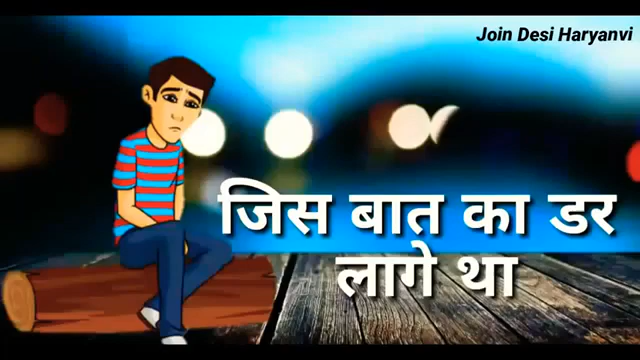 Join Desi Haryanvi
जिस बात का डर
लागे था